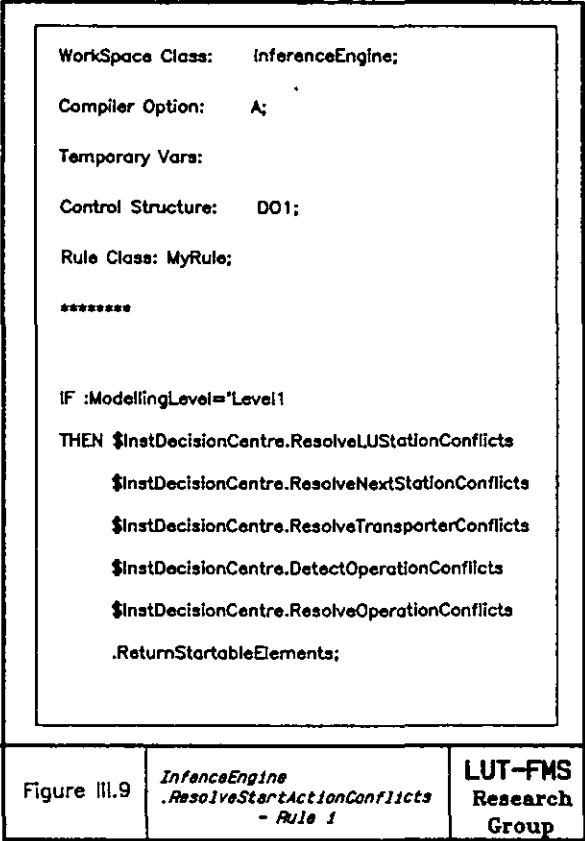 WorkSpace Class: InferenceEngine;
Compiler Option: A;
Temporary Vars:
Control Structure: DO1;
Rule Class: MyRule;
********
IF :ModellingLevel='Level1
THEN $InstDecisionCentre.ResolveLUStationConflicts
$InstDecisionCentre.ResolveNextStationConflicts
$InstDecisionCentre.ResolveTransporterConflicts
$InstDecisionCentre.DetectOperationConflicts
$InstDecisionCentre.ResolveOperationConflicts
.ReturnStartableElements;
Figure III.9
InfenceEngine
.ResolveStartActionConflicts
- Rule 1
LUT-FMS
Research
Group